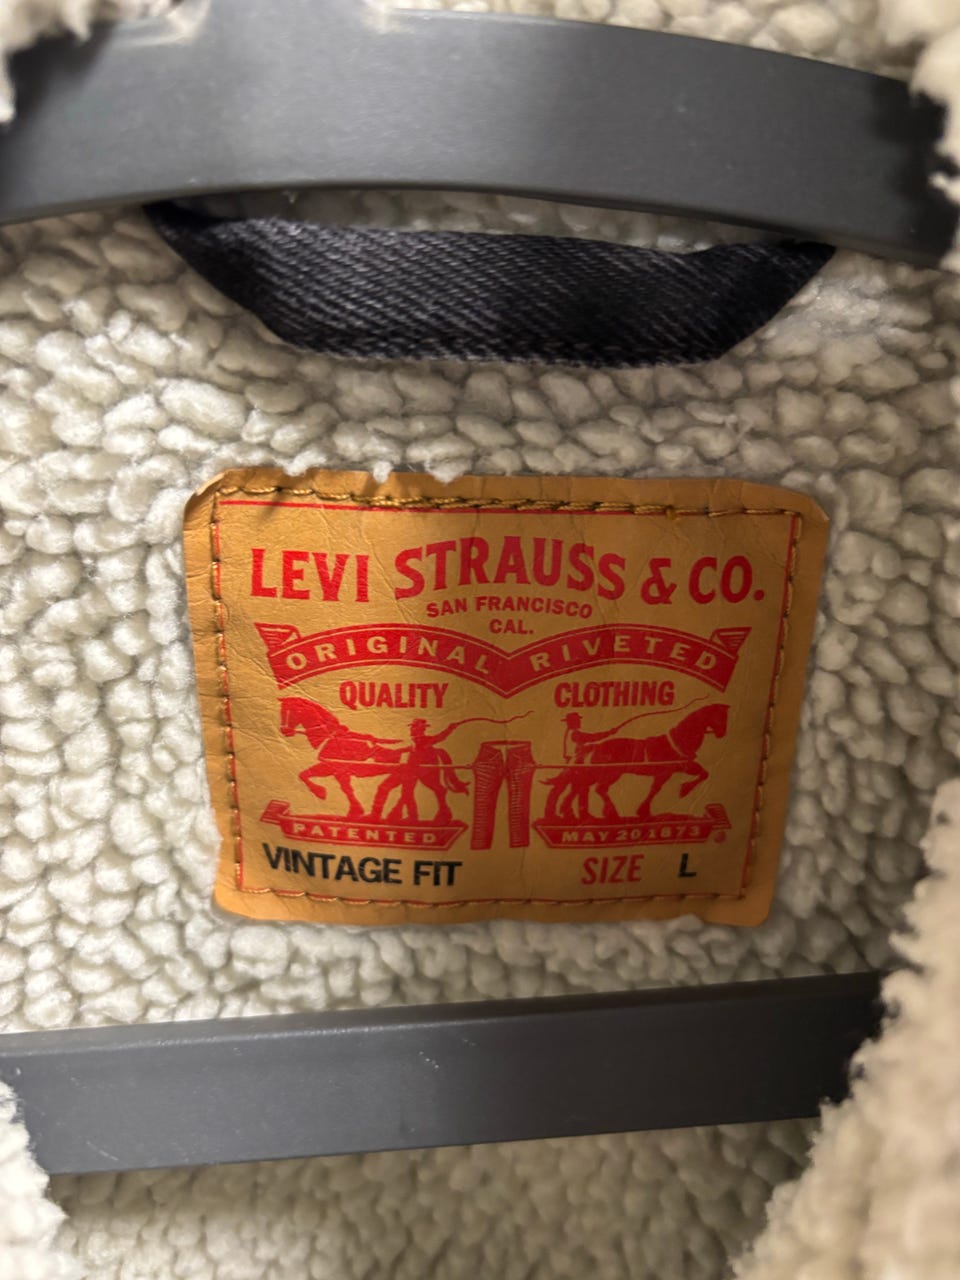 LEVI STRAUSS & CO.
SAN FRANCISCO
CAL.
ORIGINAL RIVETED
QUALITY CLOTHING
PATENTED MAY 20 1873
VINTAGE FIT SIZE L